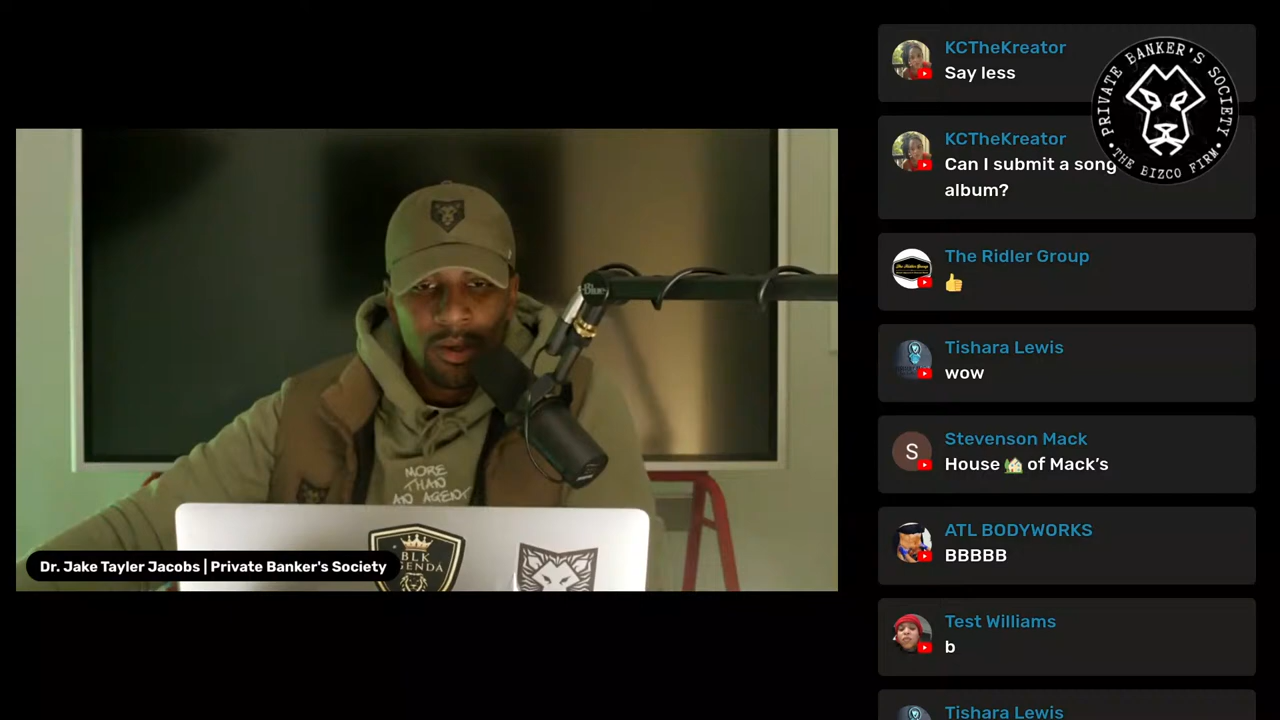 KCTheKreator
Say less
KCTheKreator
Can I submit a song
album?
The Ridler Group
👍
Tishara Lewis
wow
Stevenson Mack
House 🏡 of Mack’s
ATL BODYWORKS
BBBBB
Test Williams
b
Tishara Lewis
PRIVATE BANKER'S SOCIETY
• THE BIZCO FIRM •
MORE
THAN
AN AGENT
BLK
Dr. Jake Tayler Jacobs | Private Banker's Society